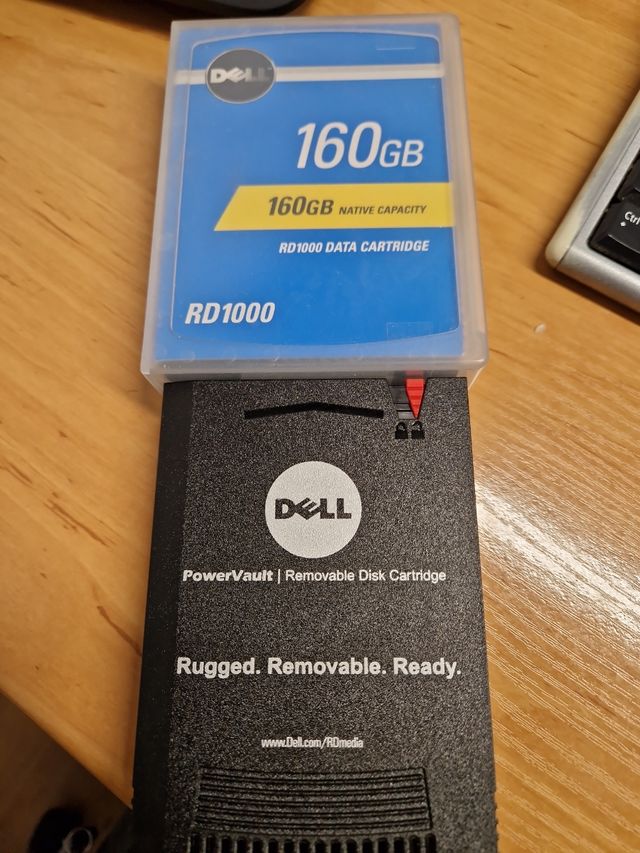 DELL
160GB
160GB NATIVE CAPACITY
RD1000 DATA CARTRIDGE
RD1000
DELL
PowerVault | Removable Disk Cartridge
Rugged. Removable. Ready.
www.Dell.com/RDmedia
Ctrl